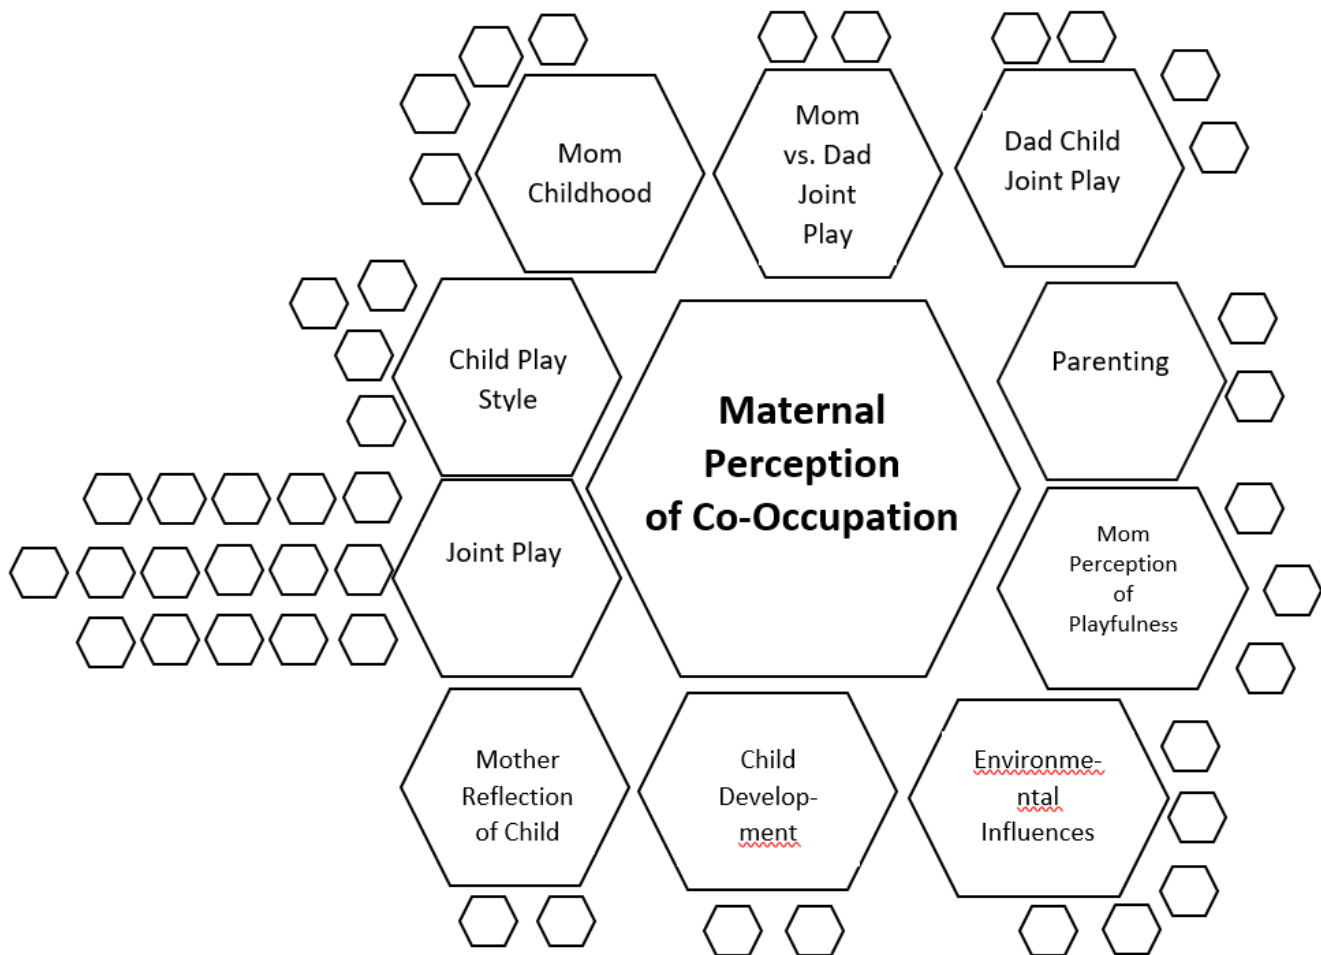 Mom
Childhood
Mom
vs. Dad
Joint
Play
Dad Child
Joint Play
Child Play
Style
Maternal
Perception
of Co-Occupation
Parenting
Joint Play
Mom
Perception
of
Playfulness
Mother
Reflection
of Child
Child
Develop-
ment
Environme-
ntal
Influences